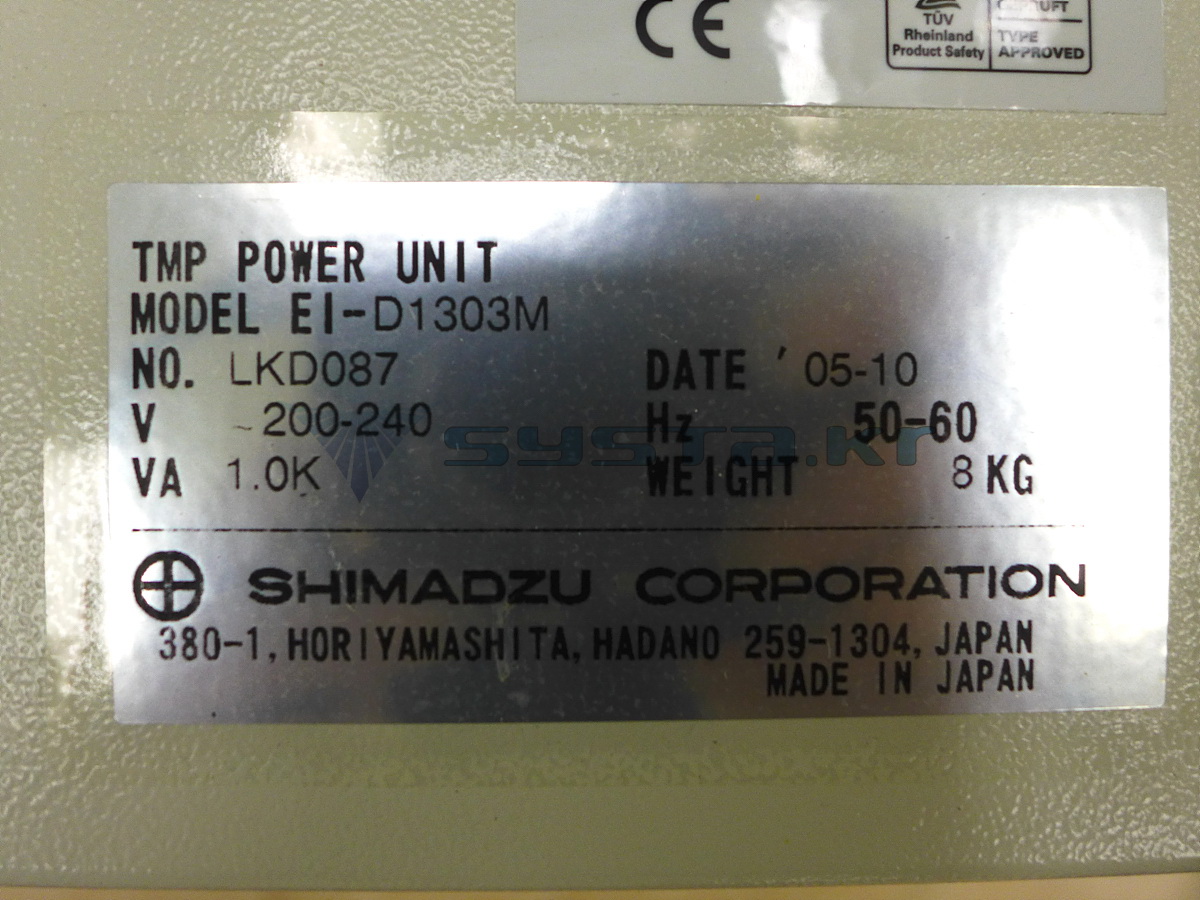 CE
TÜV
Rheinland
Product Safety
TYPE
APPROVED
TMP POWER UNIT
MODEL EI-D1303M
NO. LKD087 DATE '05-10
V ~200-240 Hz 50-60
systa.kr
VA 1.0K WEIGHT 8 KG
SHIMADZU CORPORATION
380-1, HORIYAMASHITA, HADANO 259-1304, JAPAN
MADE IN JAPAN